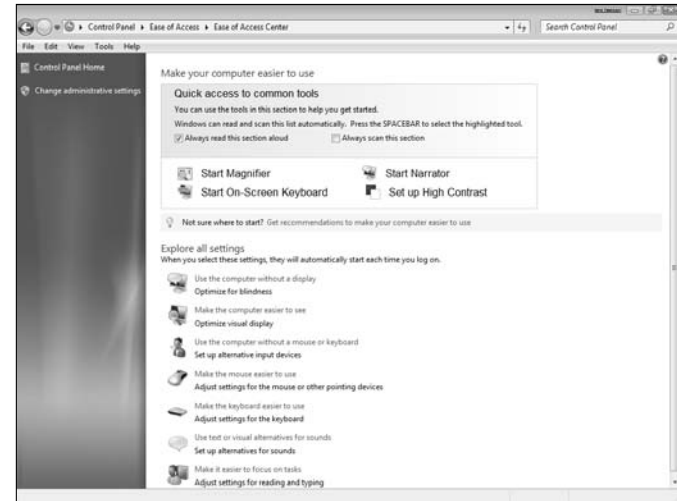 Control Panel ▸ Ease of Access ▸ Ease of Access Center
Search Control Panel
File Edit View Tools Help
Control Panel Home
Change administrative settings
Make your computer easier to use
Quick access to common tools
You can use the tools in this section to help you get started.
Windows can read and scan this list automatically. Press the SPACEBAR to select the highlighted tool.
Always read this section aloud Always scan this section
Start Magnifier Start Narrator
Start On-Screen Keyboard Set up High Contrast
Not sure where to start? Get recommendations to make your computer easier to use
Explore all settings
When you select these settings, they will automatically start each time you log on.
Use the computer without a display
Optimize for blindness
Make the computer easier to see
Optimize visual display
Use the computer without a mouse or keyboard
Set up alternative input devices
Make the mouse easier to use
Adjust settings for the mouse or other pointing devices
Make the keyboard easier to use
Adjust settings for the keyboard
Use text or visual alternatives for sounds
Set up alternatives for sounds
Make it easier to focus on tasks
Adjust settings for reading and typing